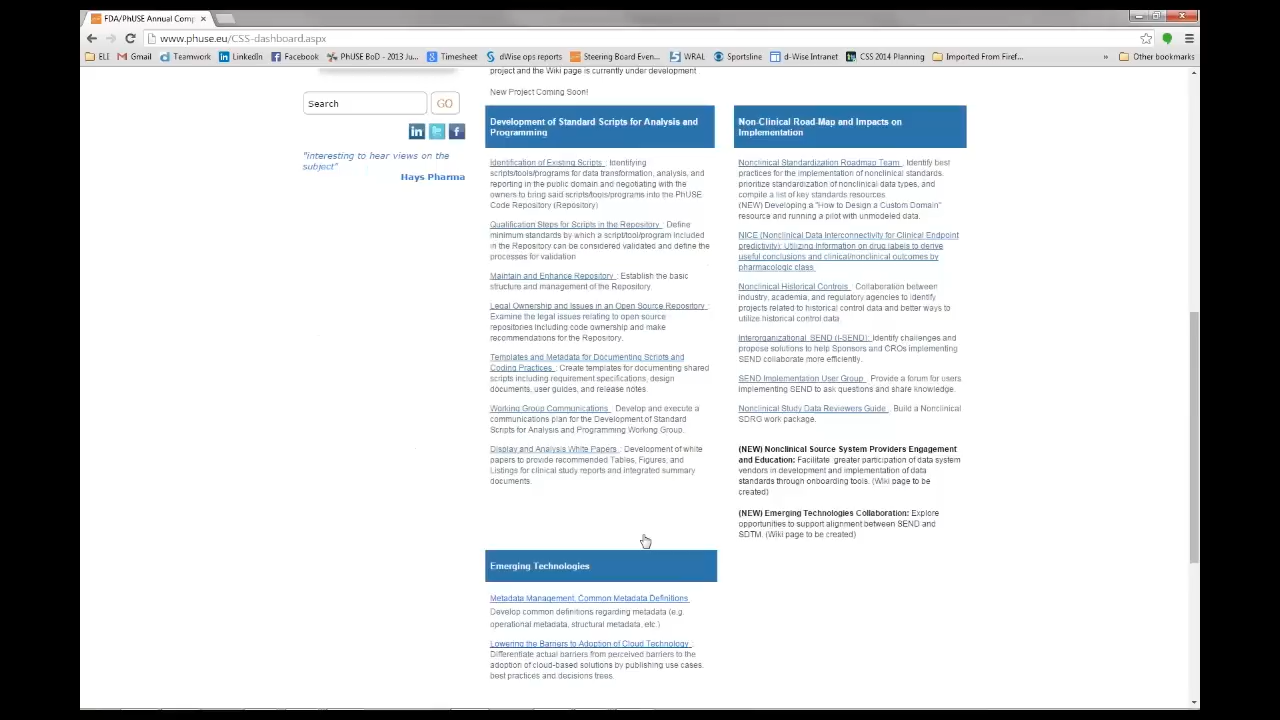 FDA/PhUSE Annual Comp
www.phuse.eu/CSS-dashboard.aspx
ELI
Gmail
Teamwork
LinkedIn
Facebook
PhUSE BoD - 2013 Ju...
Timesheet
dWise ops reports
Steering Board Even...
WRAL
Sportsline
d-Wise Intranet
CSS 2014 Planning
Imported From Firef...
»
Other bookmarks
Search
GO
"interesting to hear views on the
subject"
Hays Pharma
project and the Wiki page is currently under development
New Project Coming Soon!
Development of Standard Scripts for Analysis and
Programming
Identification of Existing Scripts : Identifying
scripts/tools/programs for data transformation, analysis, and
reporting in the public domain and negotiating with the
owners to bring said scripts/tools/programs into the PhUSE
Code Repository (Repository)
Qualification Steps for Scripts in the Repository : Define
minimum standards by which a script/tool/program included
in the Repository can be considered validated and define the
processes for validation
Maintain and Enhance Repository : Establish the basic
structure and management of the Repository.
Legal Ownership and Issues in an Open Source Repository :
Examine the legal issues relating to open source
repositories including code ownership and make
recommendations for the Repository.
Templates and Metadata for Documenting Scripts and
Coding Practices : Create templates for documenting shared
scripts including requirement specifications, design
documents, user guides, and release notes.
Working Group Communications : Develop and execute a
communications plan for the Development of Standard
Scripts for Analysis and Programming Working Group.
Display and Analysis White Papers : Development of white
papers to provide recommended Tables, Figures, and
Listings for clinical study reports and integrated summary
documents.
Non-Clinical Road-Map and Impacts on
Implementation
Nonclinical Standardization Roadmap Team : Identify best
practices for the implementation of nonclinical standards.
prioritize standardization of nonclinical data types, and
compile a list of key standards resources.
(NEW) Developing a "How to Design a Custom Domain"
resource and running a pilot with unmodeled data.
NICE (Nonclinical Data Interconnectivity for Clinical Endpoint
predictivity): Utilizing Information on drug labels to derive
useful conclusions and clinical/nonclinical outcomes by
pharmacologic class.
Nonclinical Historical Controls : Collaboration between
industry, academia, and regulatory agencies to identify
projects related to historical control data and better ways to
utilize historical control data.
Interorganizational SEND (I-SEND): Identify challenges and
propose solutions to help Sponsors and CROs implementing
SEND collaborate more efficiently.
SEND Implementation User Group : Provide a forum for users
implementing SEND to ask questions and share knowledge.
Nonclinical Study Data Reviewers Guide : Build a Nonclinical
SDRG work package.
(NEW) Nonclinical Source System Providers Engagement
and Education: Facilitate greater participation of data system
vendors in development and implementation of data
standards through onboarding tools. (Wiki page to be
created)
(NEW) Emerging Technologies Collaboration: Explore
opportunities to support alignment between SEND and
SDTM. (Wiki page to be created)
Emerging Technologies
Metadata Management, Common Metadata Definitions
Develop common definitions regarding metadata (e.g.
operational metadata, structural metadata, etc.)
Lowering the Barriers to Adoption of Cloud Technology :
Differentiate actual barriers from perceived barriers to the
adoption of cloud-based solutions by publishing use cases.
best practices and decisions trees.